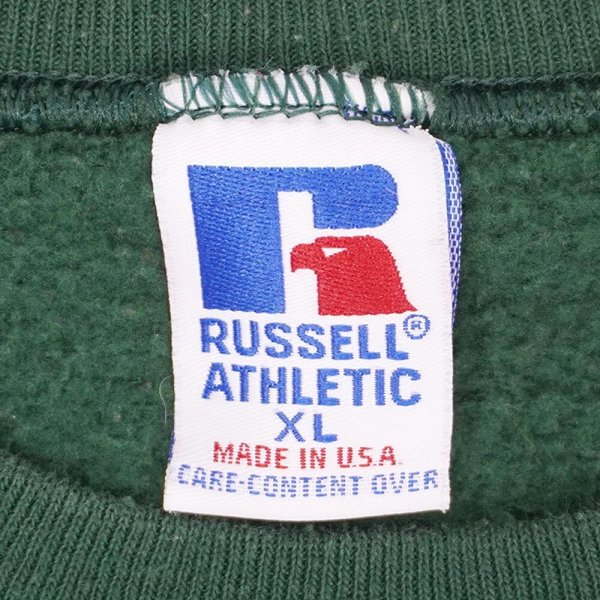 R
RUSSELL®
ATHLETIC
XL
MADE IN U.S.A.
CARE-CONTENT OVER